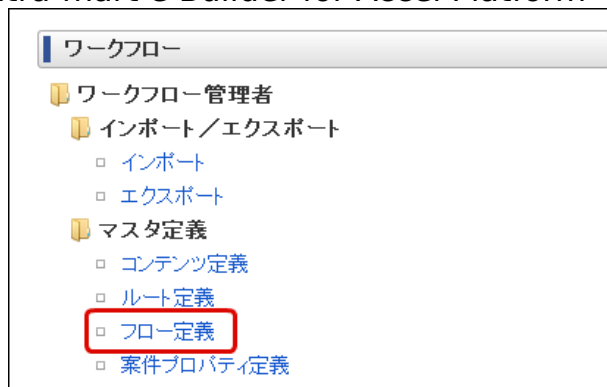 ワークフロー
ワークフロー管理者
インポート／エクスポート
インポート
エクスポート
マスタ定義
コンテンツ定義
ルート定義
フロー定義
案件プロパティ定義